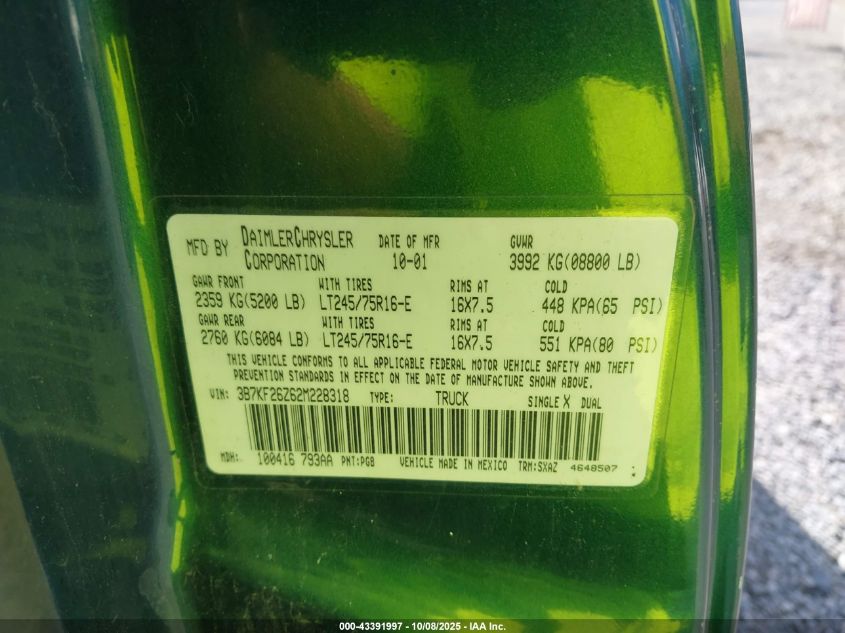 MFD BY DAIMLERCHRYSLER CORPORATION DATE OF MFR 10-01 GVWR 3992 KG(08800 LB)
GAWR FRONT WITH TIRES RIMS AT COLD
2359 KG(5200 LB) LT245/75R16-E 16X7.5 448 KPA(65 PSI)
GAWR REAR WITH TIRES RIMS AT COLD
2760 KG(6084 LB) LT245/75R16-E 16X7.5 551 KPA(80 PSI)
THIS VEHICLE CONFORMS TO ALL APPLICABLE FEDERAL MOTOR VEHICLE SAFETY AND THEFT
PREVENTION STANDARDS IN EFFECT ON THE DATE OF MANUFACTURE SHOWN ABOVE.
VIN: 3B7KF26Z62M228318 TYPE: TRUCK SINGLE X DUAL
MDH: 100416 793AA PNT:PGB VEHICLE MADE IN MEXICO TRM:SXAZ 4648507
000-43391997 - 10/08/2025 - IAA Inc.